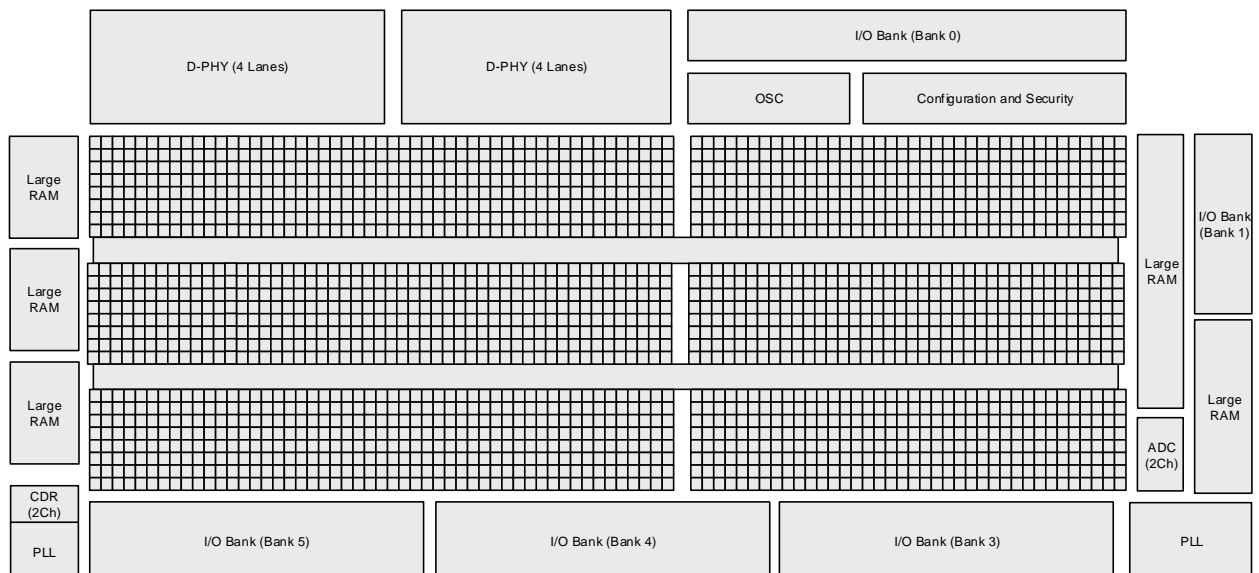 I/O Bank (Bank 0)
D-PHY (4 Lanes)
D-PHY (4 Lanes)
OSC
Configuration and Security
Large
RAM
I/O Bank
(Bank 1)
Large
RAM
Large
RAM
Large
RAM
Large
RAM
ADC
(2Ch)
CDR
(2Ch)
PLL
I/O Bank (Bank 5)
I/O Bank (Bank 4)
I/O Bank (Bank 3)
PLL